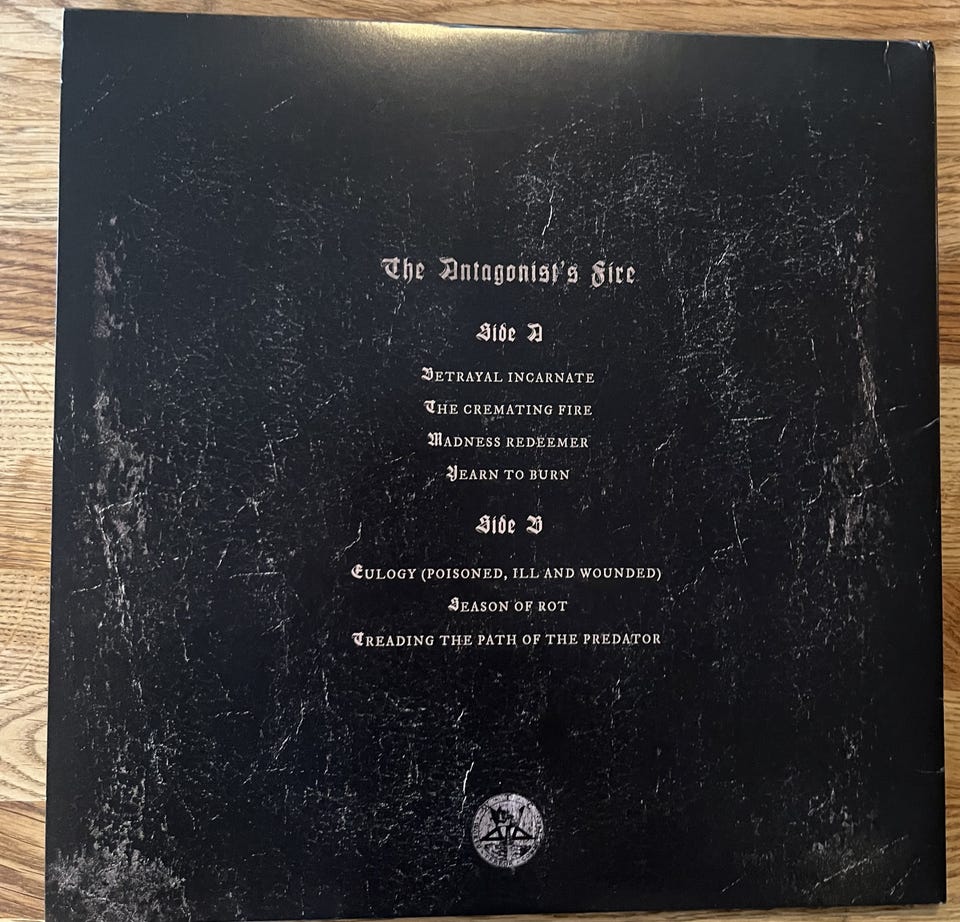 The Antagonist's Fire
Side A
Betrayal incarnate
The cremating fire
Madness redeemer
Yearn to burn
Side B
Eulogy (poisoned, ill and wounded)
Season of rot
Treading the path of the predator